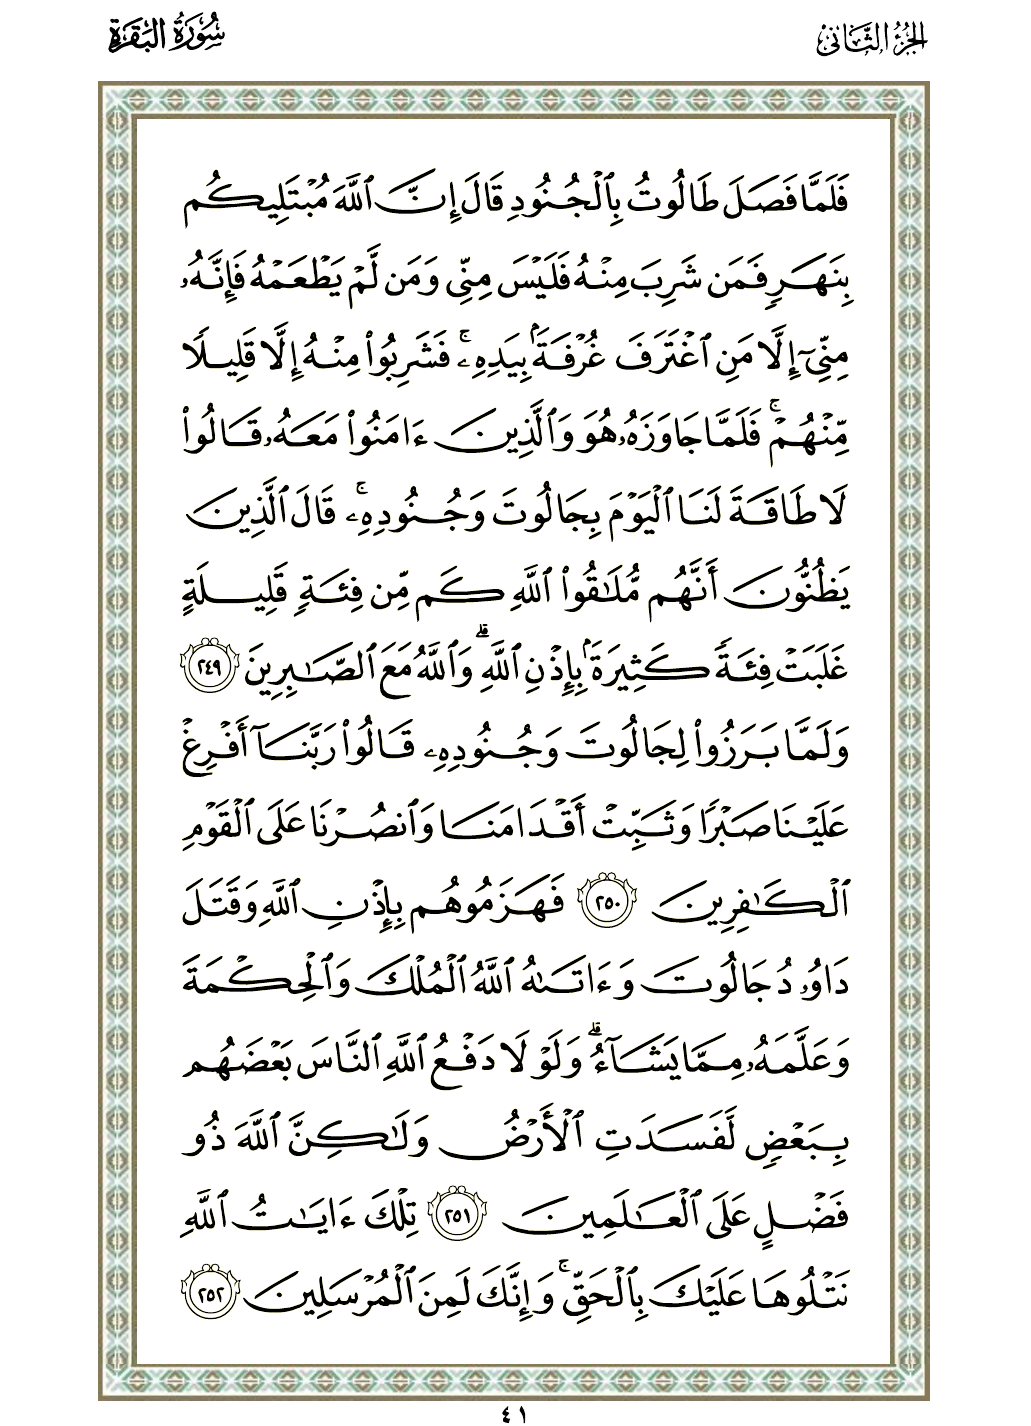 الجزء الثاني
سورة البقرة
فَلَمَّا فَصَلَ طَالُوتُ بِٱلْجُنُودِ قَالَ إِنَّ ٱللَّهَ مُبْتَلِيكُم
بِنَهَرٍ فَمَن شَرِبَ مِنْهُ فَلَيْسَ مِنِّى وَمَن لَّمْ يَطْعَمْهُ فَإِنَّهُۥ
مِنِّىٓ إِلَّا مَنِ ٱغْتَرَفَ غُرْفَةًۢ بِيَدِهِۦ ۚ فَشَرِبُوا۟ مِنْهُ إِلَّا قَلِيلًا
مِّنْهُمْ ۚ فَلَمَّا جَاوَزَهُۥ هُوَ وَٱلَّذِينَ ءَامَنُوا۟ مَعَهُۥ قَالُوا۟
لَا طَاقَةَ لَنَا ٱلْيَوْمَ بِجَالُوتَ وَجُنُودِهِۦ ۚ قَالَ ٱلَّذِينَ
يَظُنُّونَ أَنَّهُم مُّلَـٰقُوا۟ ٱللَّهِ كَم مِّن فِئَةٍ قَلِيلَةٍ
غَلَبَتْ فِئَةً كَثِيرَةًۢ بِإِذْنِ ٱللَّهِ ۗ وَٱللَّهُ مَعَ ٱلصَّـٰبِرِينَ ٢٤٩
وَلَمَّا بَرَزُوا۟ لِجَالُوتَ وَجُنُودِهِۦ قَالُوا۟ رَبَّنَآ أَفْرِغْ
عَلَيْنَا صَبْرًا وَثَبِّتْ أَقْدَامَنَا وَٱنصُرْنَا عَلَى ٱلْقَوْمِ
ٱلْكَـٰفِرِينَ ٢٥٠ فَهَزَمُوهُم بِإِذْنِ ٱللَّهِ وَقَتَلَ
دَاوُۥدُ جَالُوتَ وَءَاتَىٰهُ ٱللَّهُ ٱلْمُلْكَ وَٱلْحِكْمَةَ
وَعَلَّمَهُۥ مِمَّا يَشَآءُ ۗ وَلَوْلَا دَفْعُ ٱللَّهِ ٱلنَّاسَ بَعْضَهُم
بِبَعْضٍ لَّفَسَدَتِ ٱلْأَرْضُ وَلَـٰكِنَّ ٱللَّهَ ذُو
فَضْلٍ عَلَى ٱلْعَـٰلَمِينَ ٢٥١ تِلْكَ ءَايَـٰتُ ٱللَّهِ
نَتْلُوهَا عَلَيْكَ بِٱلْحَقِّ ۚ وَإِنَّكَ لَمِنَ ٱلْمُرْسَلِينَ ٢٥٢
٤١